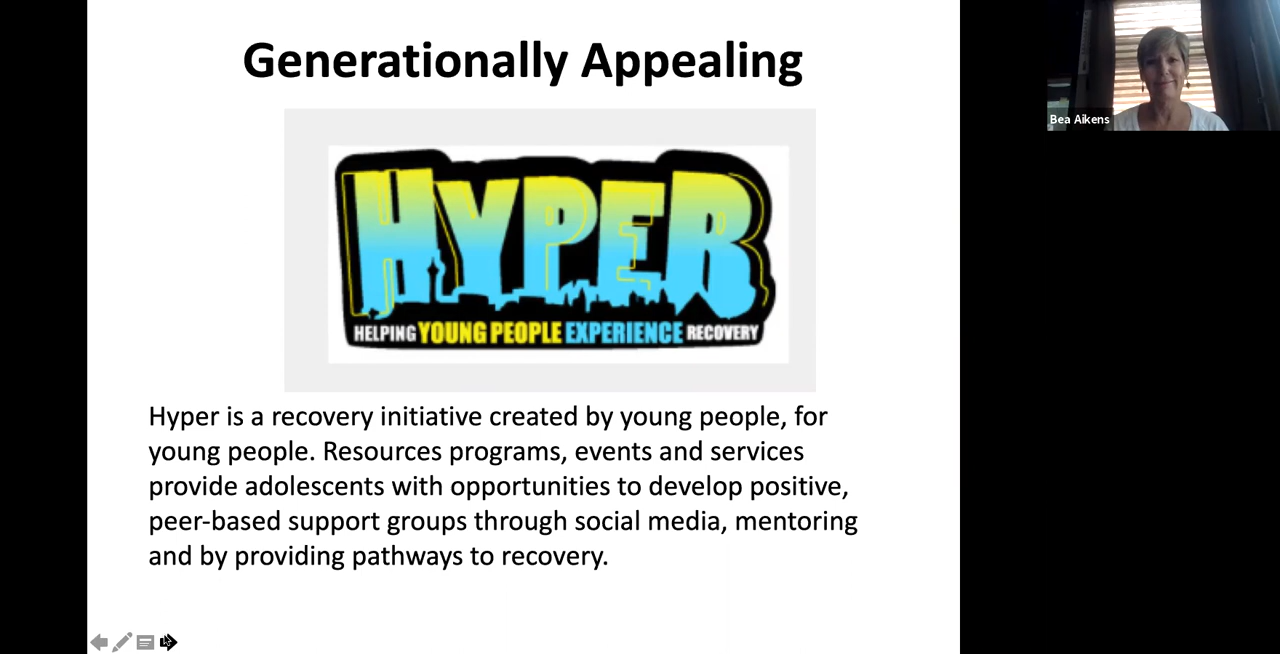 Generationally Appealing
HYPER
HELPING YOUNG PEOPLE EXPERIENCE RECOVERY
Hyper is a recovery initiative created by young people, for
young people. Resources programs, events and services
provide adolescents with opportunities to develop positive,
peer-based support groups through social media, mentoring
and by providing pathways to recovery.
Bea Aikens